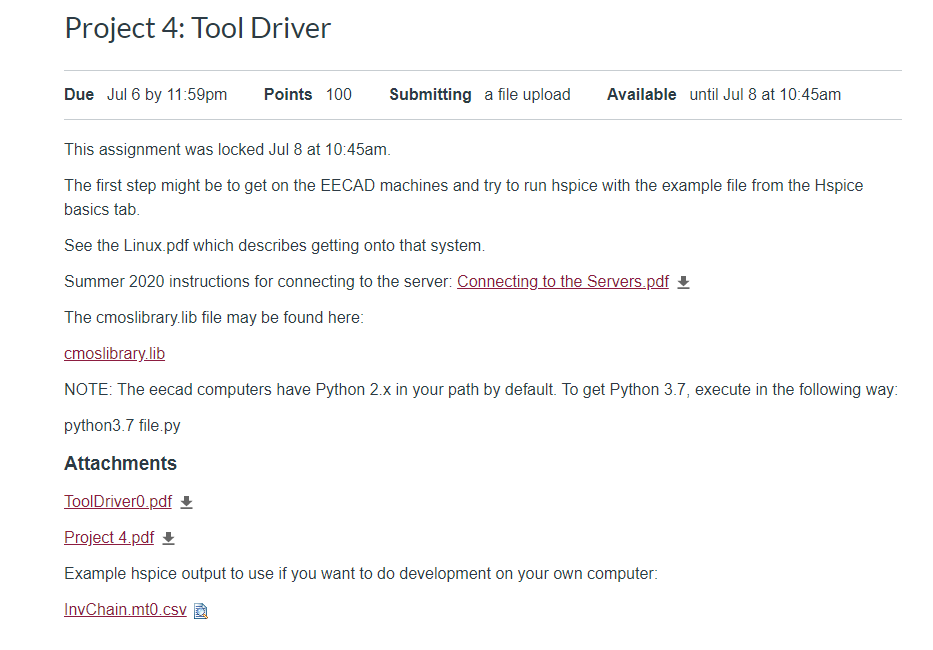 Project 4: Tool Driver
Due Jul 6 by 11:59pm Points 100 Submitting a file upload Available until Jul 8 at 10:45am
This assignment was locked Jul 8 at 10:45am.
The first step might be to get on the EECAD machines and try to run hspice with the example file from the Hspice
basics tab.
See the Linux.pdf which describes getting onto that system.
Summer 2020 instructions for connecting to the server: Connecting to the Servers.pdf
The cmoslibrary.lib file may be found here:
cmoslibrary.lib
NOTE: The eecad computers have Python 2.x in your path by default. To get Python 3.7, execute in the following way:
python3.7 file.py
Attachments
ToolDriver0.pdf
Project 4.pdf
Example hspice output to use if you want to do development on your own computer:
InvChain.mt0.csv